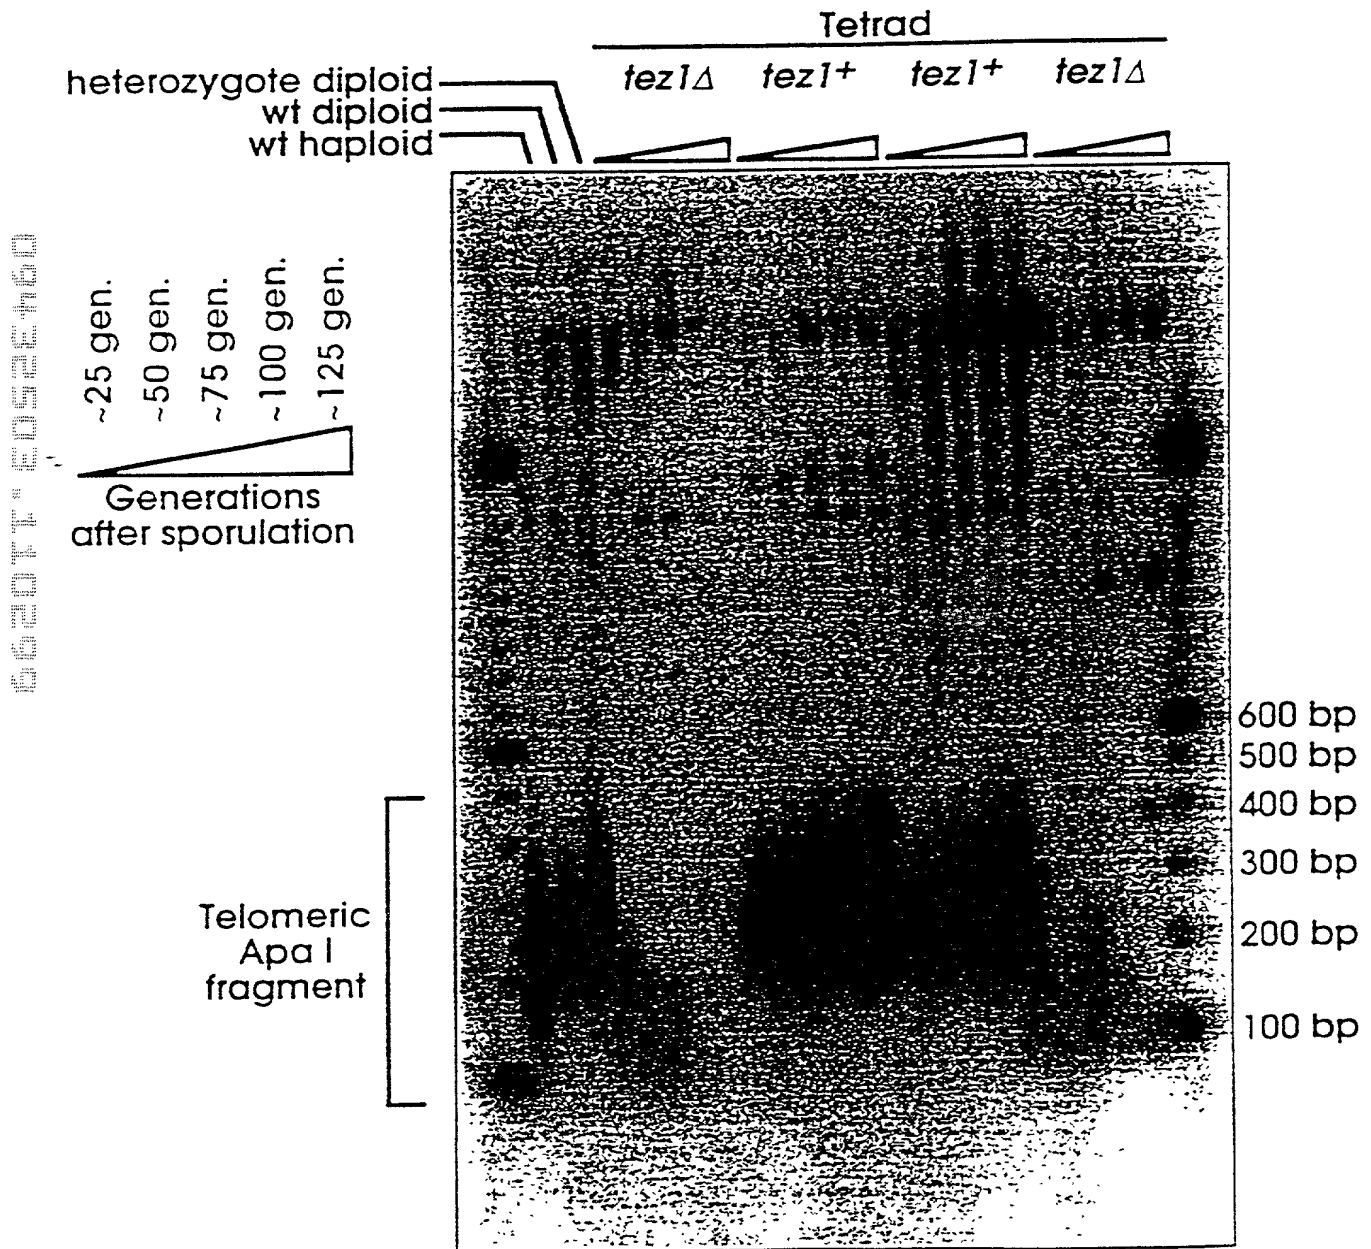 Tetrad
tez1Δ tez1+ tez1+ tez1Δ
heterozygote diploid
wt diploid
wt haploid
~25 gen.
~50 gen.
~75 gen.
~100 gen.
~125 gen.
Generations
after sporulation
600 bp
500 bp
400 bp
300 bp
200 bp
100 bp
Telomeric
Apa I
fragment